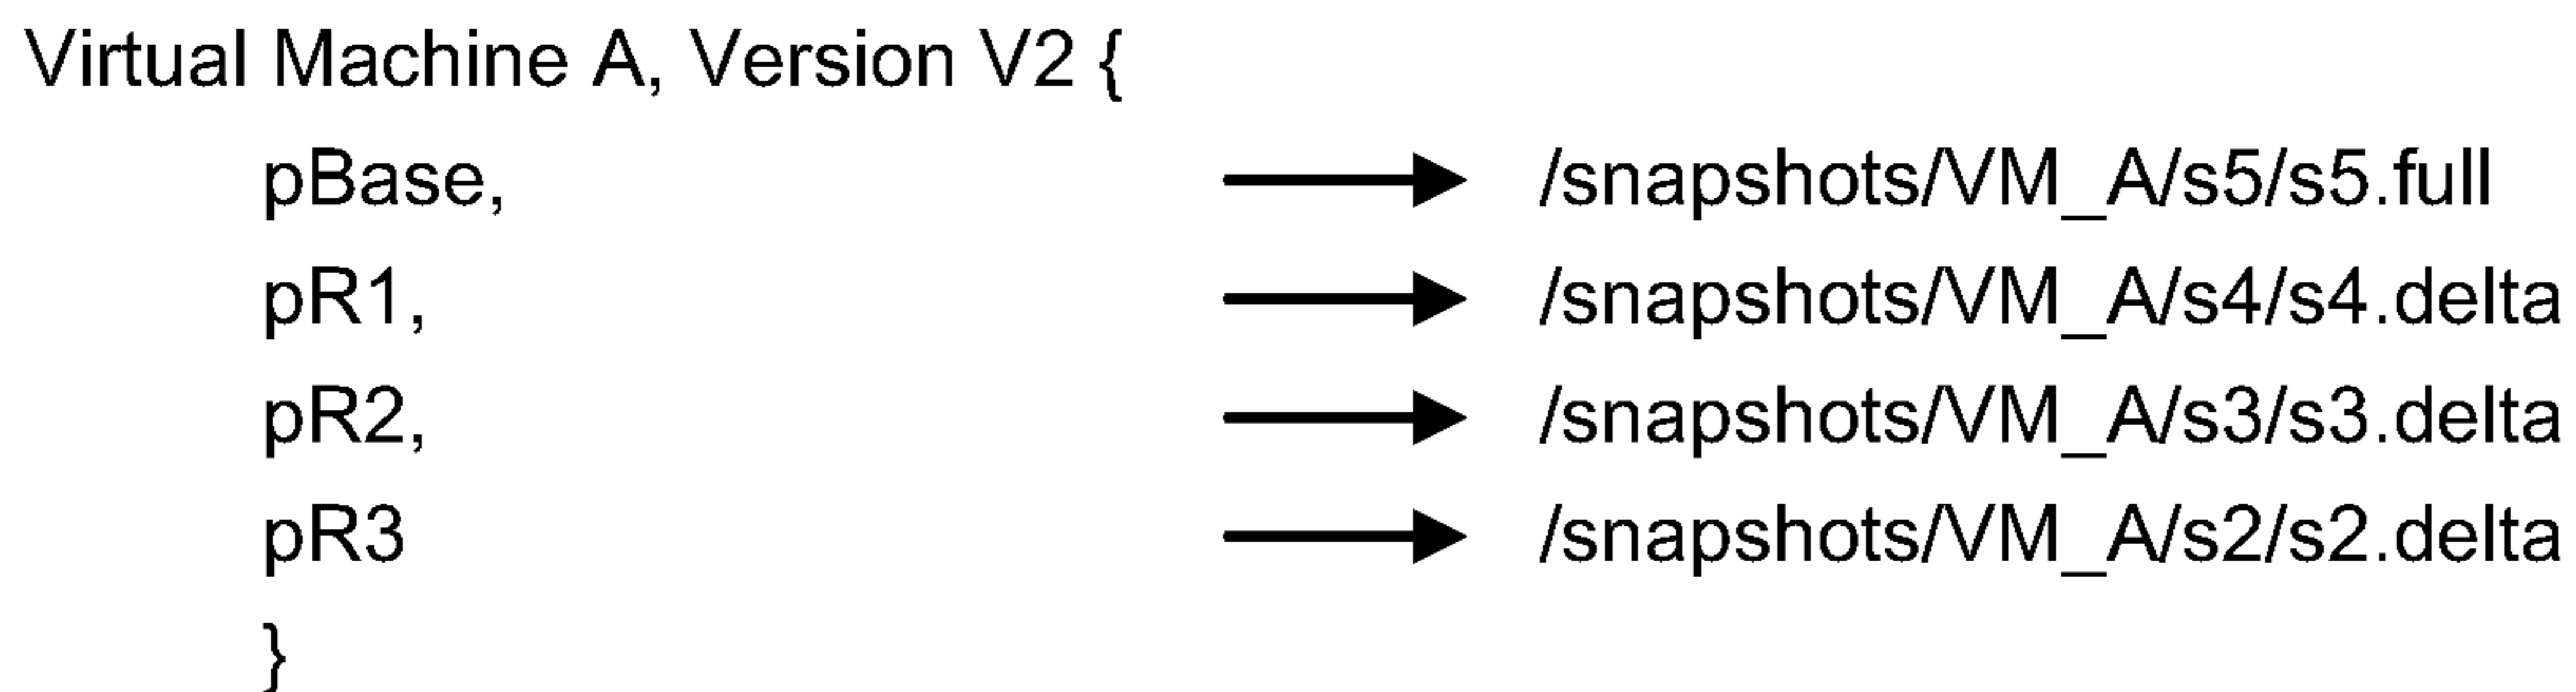 Virtual Machine A, Version V2 {
pBase, /snapshots/VM_A/s5/s5.full
pR1, /snapshots/VM_A/s4/s4.delta
pR2, /snapshots/VM_A/s3/s3.delta
pR3 /snapshots/VM_A/s2/s2.delta
}